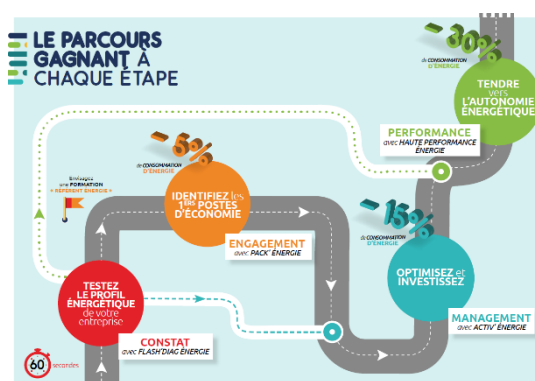 LE PARCOURS
GAGNANT À
CHAQUE ÉTAPE
- 30%
de CONSOMMATION
D'ÉNERGIE
TENDRE
vers
L'AUTONOMIE
ÉNERGÉTIQUE
PERFORMANCE
avec HAUTE PERFORMANCE
ÉNERGIE
- 5%
de CONSOMMATION
D'ÉNERGIE
Envisagez
une FORMATION
« RÉFÉRENT ÉNERGIE »
IDENTIFIEZ les
1ERS POSTES
D'ÉCONOMIE
- 15%
de CONSOMMATION
D'ÉNERGIE
ENGAGEMENT
avec PACK' ÉNERGIE
OPTIMISEZ et
INVESTISSEZ
TESTEZ
LE PROFIL
ÉNERGÉTIQUE
de votre
entreprise
MANAGEMENT
avec ACTIV' ÉNERGIE
CONSTAT
avec FLASH'DIAG ÉNERGIE
60 secondes